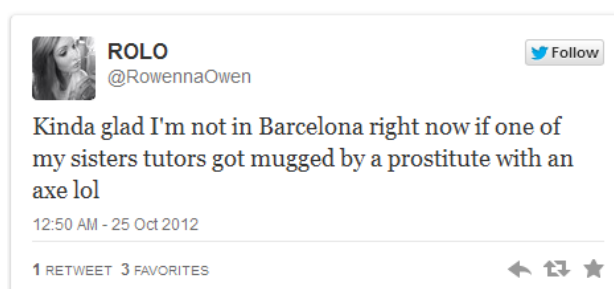 ROLO
@RowennaOwen
Follow
Kinda glad I'm not in Barcelona right now if one of
my sisters tutors got mugged by a prostitute with an
axe lol
12:50 AM - 25 Oct 2012
1 RETWEET 3 FAVORITES